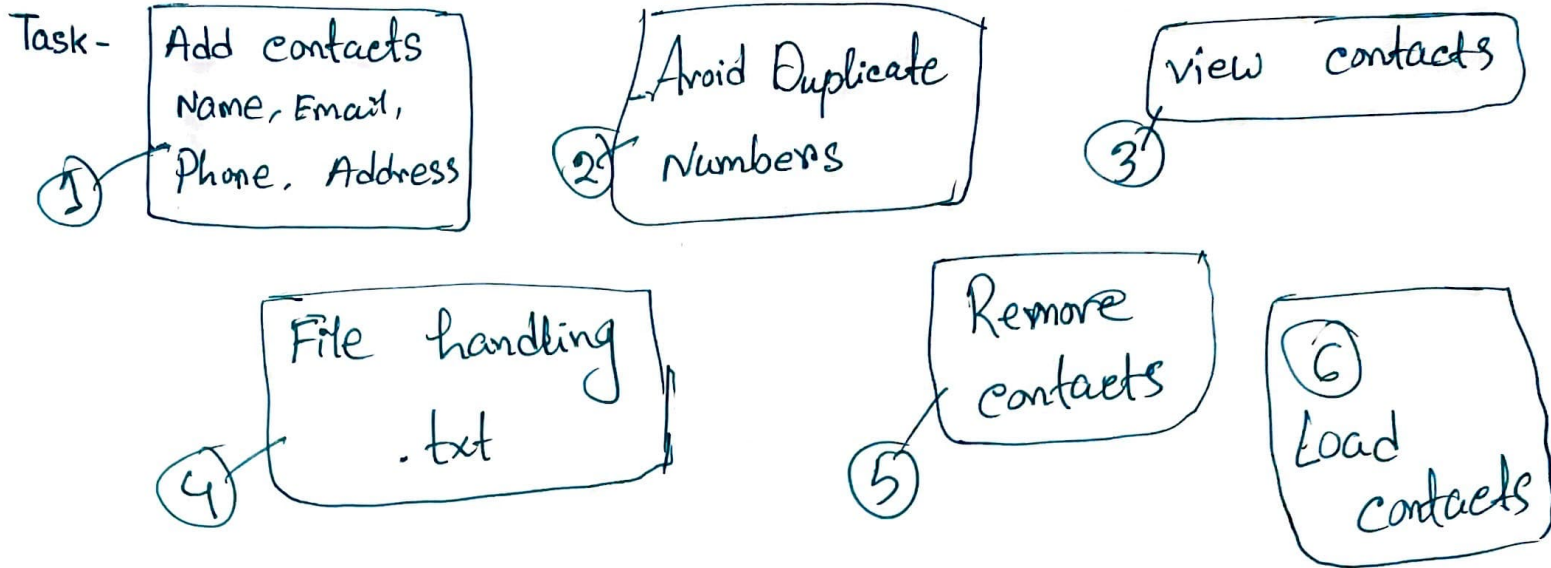 Task -
Add contacts
Name, Email,
Phone, Address
1
Avoid Duplicate
Numbers
2
view contacts
3
File handling
.txt
4
Remove
contacts
5
6
Load
contacts